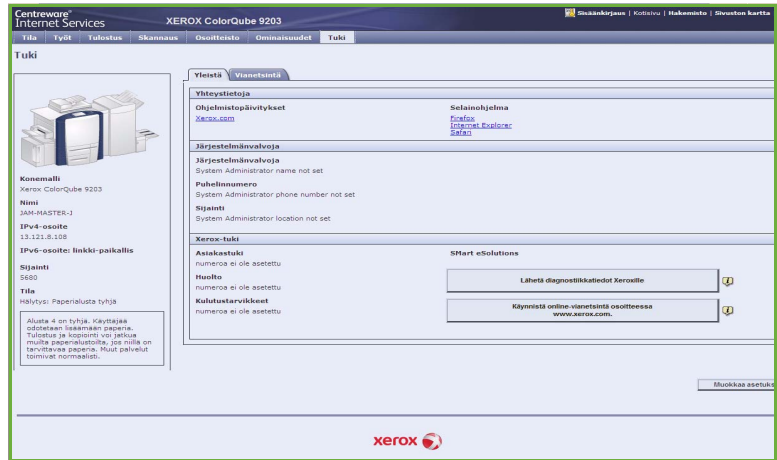 Centreware®
Internet Services
XEROX ColorQube 9203
Sisäänkirjaus | Kotisivu | Hakemisto | Sivuston kartta
Tila Työt Tulostus Skannaus Osoitteisto Ominaisuudet Tuki
Tuki
Yleistä Vianetsintä
Yhteystietoja
Ohjelmistopäivitykset
Xerox.com
Selainohjelma
Firefox
Internet Explorer
Safari
Järjestelmänvalvoja
Järjestelmänvalvoja
System Administrator name not set
Puhelinnumero
System Administrator phone number not set
Sijainti
System Administrator location not set
Xerox-tuki
Asiakastuki
numeroa ei ole asetettu
Huolto
numeroa ei ole asetettu
Kulutustarvikkeet
numeroa ei ole asetettu
SMart eSolutions
Lähetä diagnostiikkatiedot Xeroxille
Käynnistä online-vianetsintä osoitteessa
www.xerox.com.
Konemalli
Xerox ColorQube 9203
Nimi
JAM-MASTER-J
IPv4-osoite
13.121.8.108
IPv6-osoite: linkki-paikallis
Sijainti
5680
Tila
Hälytys: Paperialusta tyhjä
Alusta 4 on tyhjä. Käyttäjää
odotetaan lisäämään paperia.
Tulostus ja kopiointi voi jatkua
muilta paperialustoilta, jos niillä on
tarvittavaa paperia. Muut palvelut
toimivat normaalisti.
Muokkaa asetuks
xerox